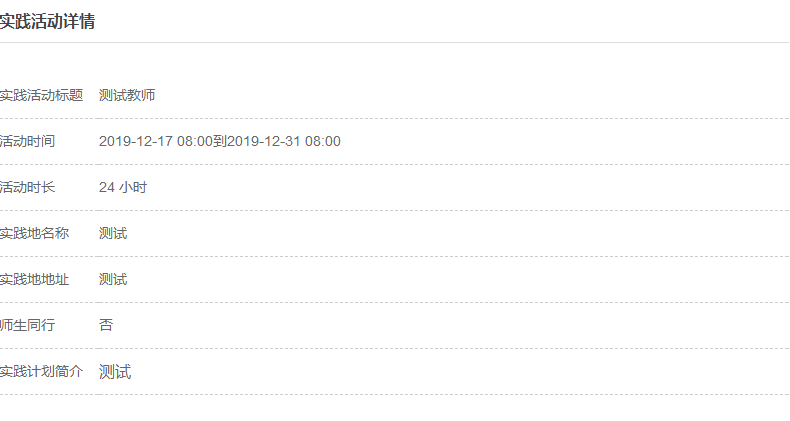 实践活动详情
实践活动标题 测试教师
活动时间 2019-12-17 08:00到2019-12-31 08:00
活动时长 24 小时
实践地名称 测试
实践地地址 测试
师生同行 否
实践计划简介 测试